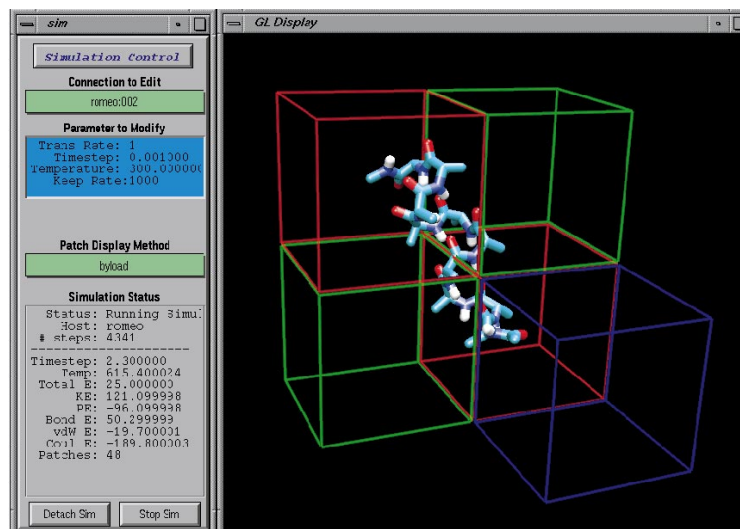 sim
Simulation Control
Connection to Edit
romeo:002
Parameter to Modify
Trans Rate: 1
Timestep: 0.001000
Temperature: 300.000000
Keep Rate:1000
Patch Display Method
byload
Simulation Status
Status: Running Simul
Host: romeo
# steps: 4341
Timestep: 2.300000
Temp: 615.400024
Total E: 25.000000
KE: 121.099998
PE: -96.099998
Bond E: 50.299999
vdW E: -19.700001
Coul E: -189.800003
Patches: 48
Detach Sim
Stop Sim
GL Display